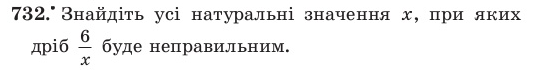 732.• Знайдіть усі натуральні значення x, при яких
дріб 6/x буде неправильним.